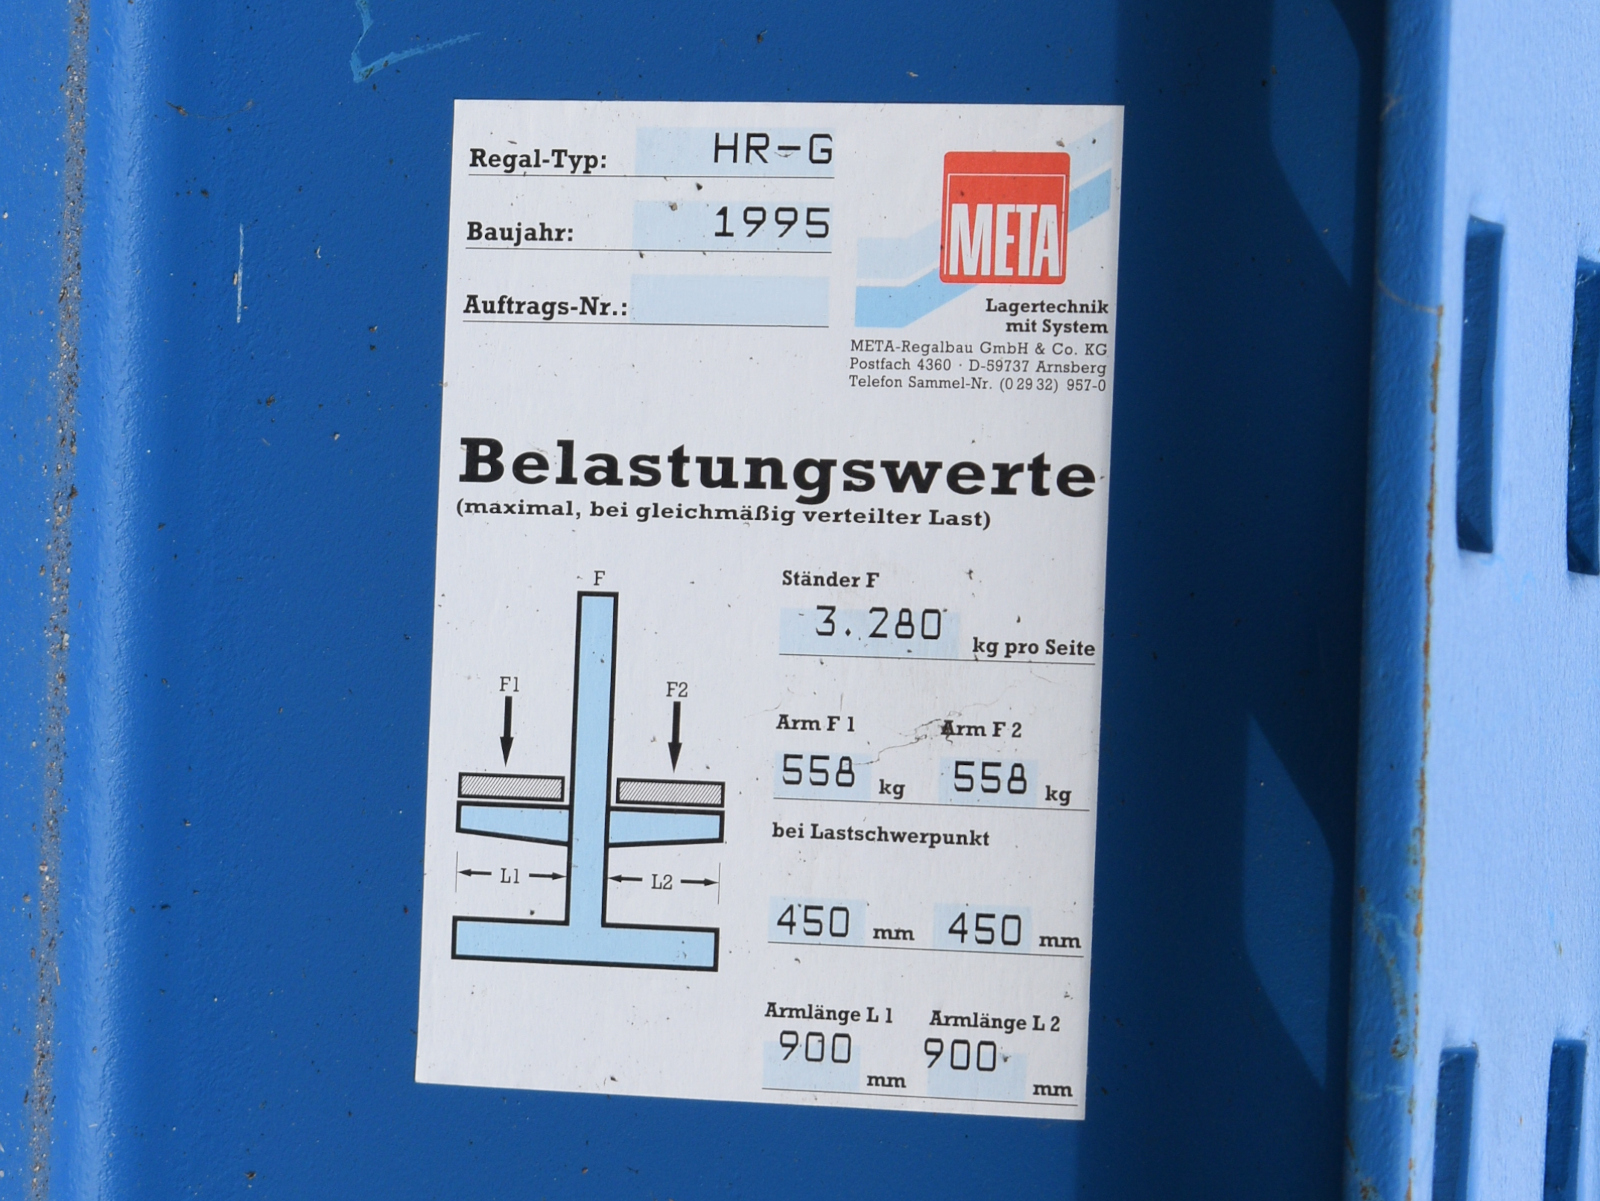 Regal-Typ: HR-G
Baujahr: 1995
Auftrags-Nr.:
META
Lagertechnik
mit System
META-Regalbau GmbH & Co. KG
Postfach 4360 · D-59737 Arnsberg
Telefon Sammel-Nr. (0 29 32) 957-0
Belastungswerte
(maximal, bei gleichmäßig verteilter Last)
F
F1
F2
L1
L2
Ständer F
3.280 kg pro Seite
Arm F 1 Arm F 2
558 kg 558 kg
bei Lastschwerpunkt
450 mm 450 mm
Armlänge L 1 Armlänge L 2
900 mm 900 mm